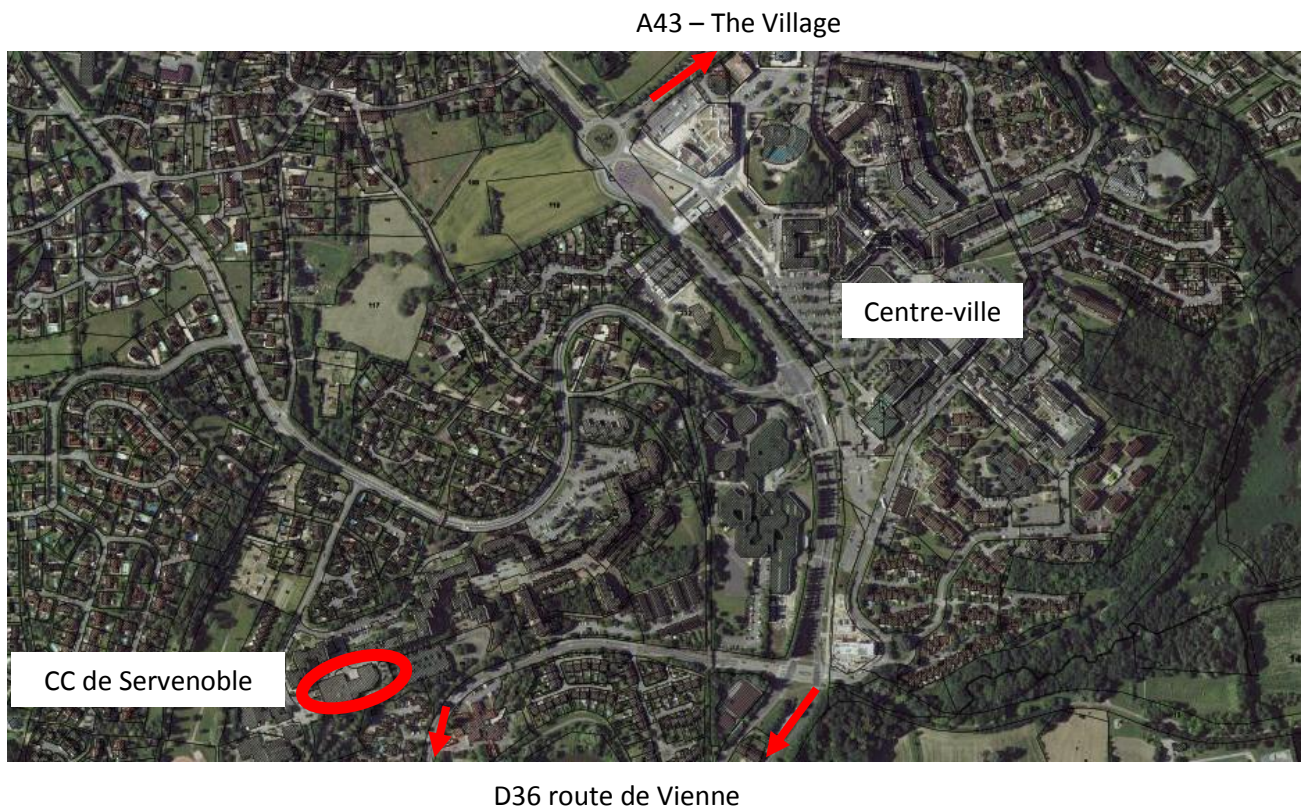 A43 – The Village
Centre-ville
CC de Servenoble
D36 route de Vienne